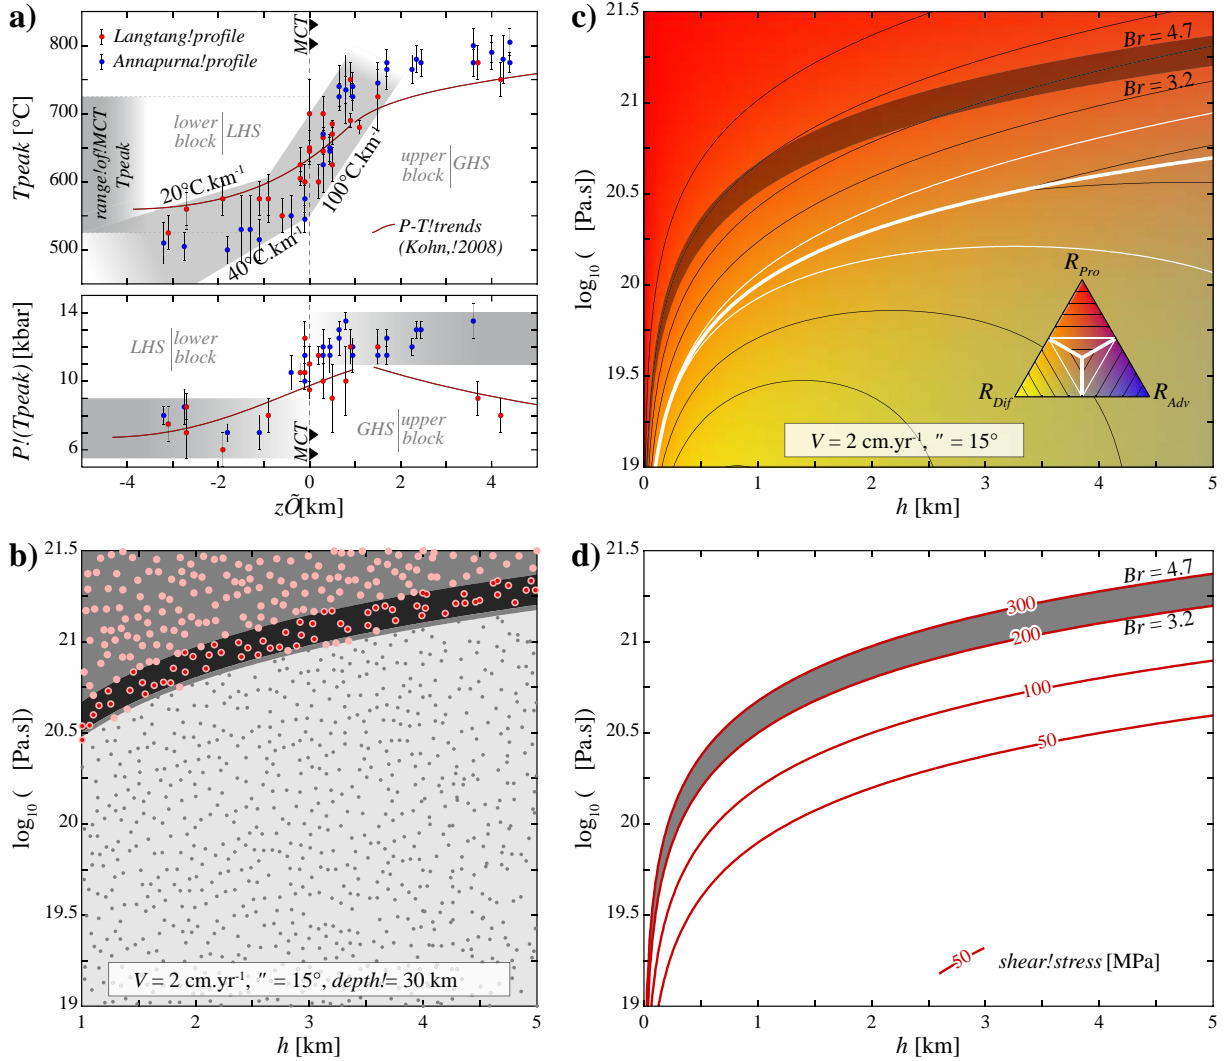 a)
800
700
600
500
Tpeak [°C]
Langtang!profile
Annapurna!profile
MCT
lower
block
LHS
range!of!MCT
Tpeak
20°C.km-1
40°C.km-1
100°C.km-1
upper
block
GHS
P-T!trends
(Kohn,!2008)
14
10
6
P!(Tpeak) [kbar]
LHS
lower
block
MCT
GHS
upper
block
-4
-2
0
2
4
zÕ[km]
c)
21.5
21
20.5
20
19.5
19
log10 ( [Pa.s])
Br = 4.7
Br = 3.2
RPro
RDif
RAdv
V = 2 cm.yr-1, " = 15°
0
1
2
3
4
5
h [km]
b)
21.5
21
20.5
20
19.5
19
log10 ( [Pa.s])
V = 2 cm.yr-1, " = 15°, depth!= 30 km
1
2
3
4
5
h [km]
d)
21.5
21
20.5
20
19.5
19
log10 ( [Pa.s])
Br = 4.7
Br = 3.2
300
200
100
50
50
shear!stress [MPa]
0
1
2
3
4
5
h [km]